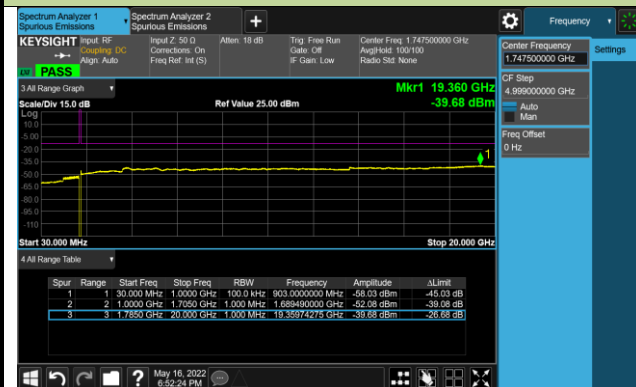 Spectrum Analyzer 1
Spurious Emissions
Spectrum Analyzer 2
Spurious Emissions
+
Frequency
KEYSIGHT
Input: RF
Coupling: DC
Align: Auto
Input Z: 50 Ω
Corrections: On
Freq Ref: Int (S)
Atten: 18 dB
Trig: Free Run
Gate: Off
IF Gain: Low
Center Freq: 1.747500000 GHz
Avg|Hold: 100/100
Radio Std: None
PASS
Center Frequency
1.747500000 GHz
Settings
CF Step
4.999000000 GHz
Auto
Man
Freq Offset
0 Hz
3 All Range Graph
Mkr1 19.360 GHz
Scale/Div 15.0 dB
Ref Value 25.00 dBm
-39.68 dBm
Log
10.0
-5.00
-20.0
-35.0
-50.0
-65.0
-80.0
-95.0
-110
1
Start 30.000 MHz
Stop 20.000 GHz
4 All Range Table
Spur Range Start Freq Stop Freq RBW Frequency Amplitude ΔLimit
1 1 30.000 MHz 1.0000 GHz 100.0 kHz 903.0000000 MHz -58.03 dBm -45.03 dB
2 2 1.0000 GHz 1.7050 GHz 1.000 MHz 1.689490000 GHz -52.08 dBm -39.08 dB
3 3 1.7850 GHz 20.000 GHz 1.000 MHz 19.35974275 GHz -39.68 dBm -26.68 dB
?
May 16, 2022
6:52:24 PM